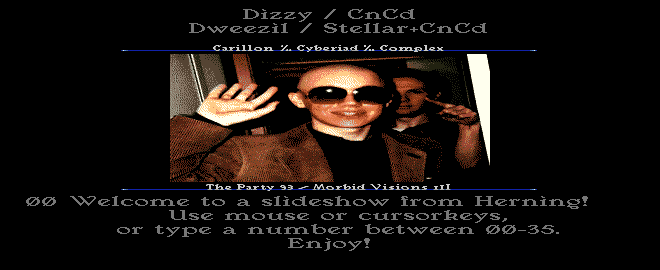 Dizzy / CnCd
Dweezil / Stellar+CnCd
Carillon %. Cyberiad %. Complex
The Party 93 - Morbid Visions III
00 Welcome to a slideshow from Herning!
Use mouse or cursorkeys,
or type a number between 00-35.
Enjoy!